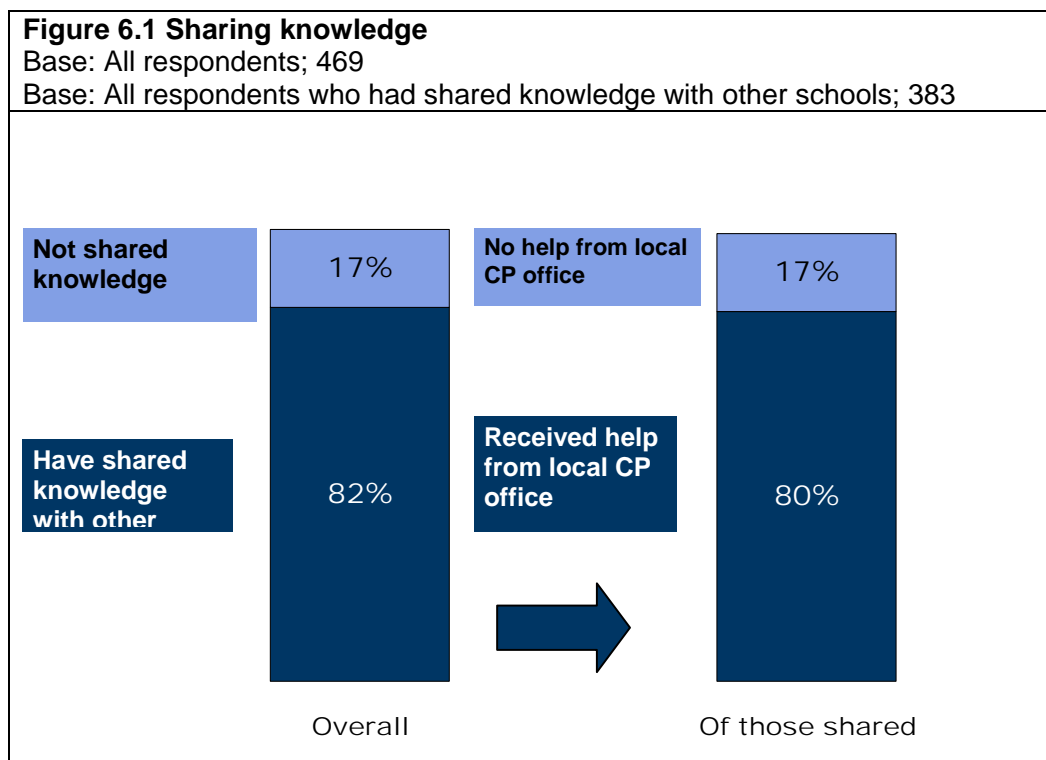 Figure 6.1 Sharing knowledge
Base: All respondents; 469
Base: All respondents who had shared knowledge with other schools; 383
Not shared
knowledge
17%
No help from local
CP office
17%
Have shared
knowledge
with other
82%
Received help
from local CP
office
80%
Overall
Of those shared